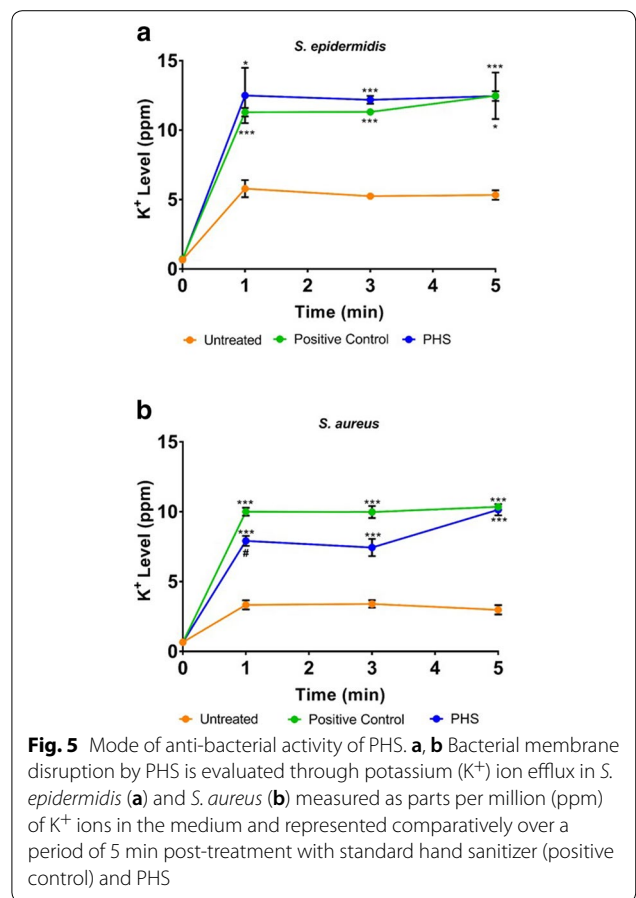 a
S. epidermidis
15
10
5
0
K⁺ Level (ppm)
*
***
***
***
***
*
0 1 2 3 4 5
Time (min)
Untreated Positive Control PHS
b
S. aureus
15
10
5
0
K⁺ Level (ppm)
*** *** ***
*** *** ***
#
0 1 2 3 4 5
Time (min)
Untreated Positive Control PHS
Fig. 5 Mode of anti-bacterial activity of PHS. a, b Bacterial membrane
disruption by PHS is evaluated through potassium (K⁺) ion efflux in S.
epidermidis (a) and S. aureus (b) measured as parts per million (ppm)
of K⁺ ions in the medium and represented comparatively over a
period of 5 min post-treatment with standard hand sanitizer (positive
control) and PHS